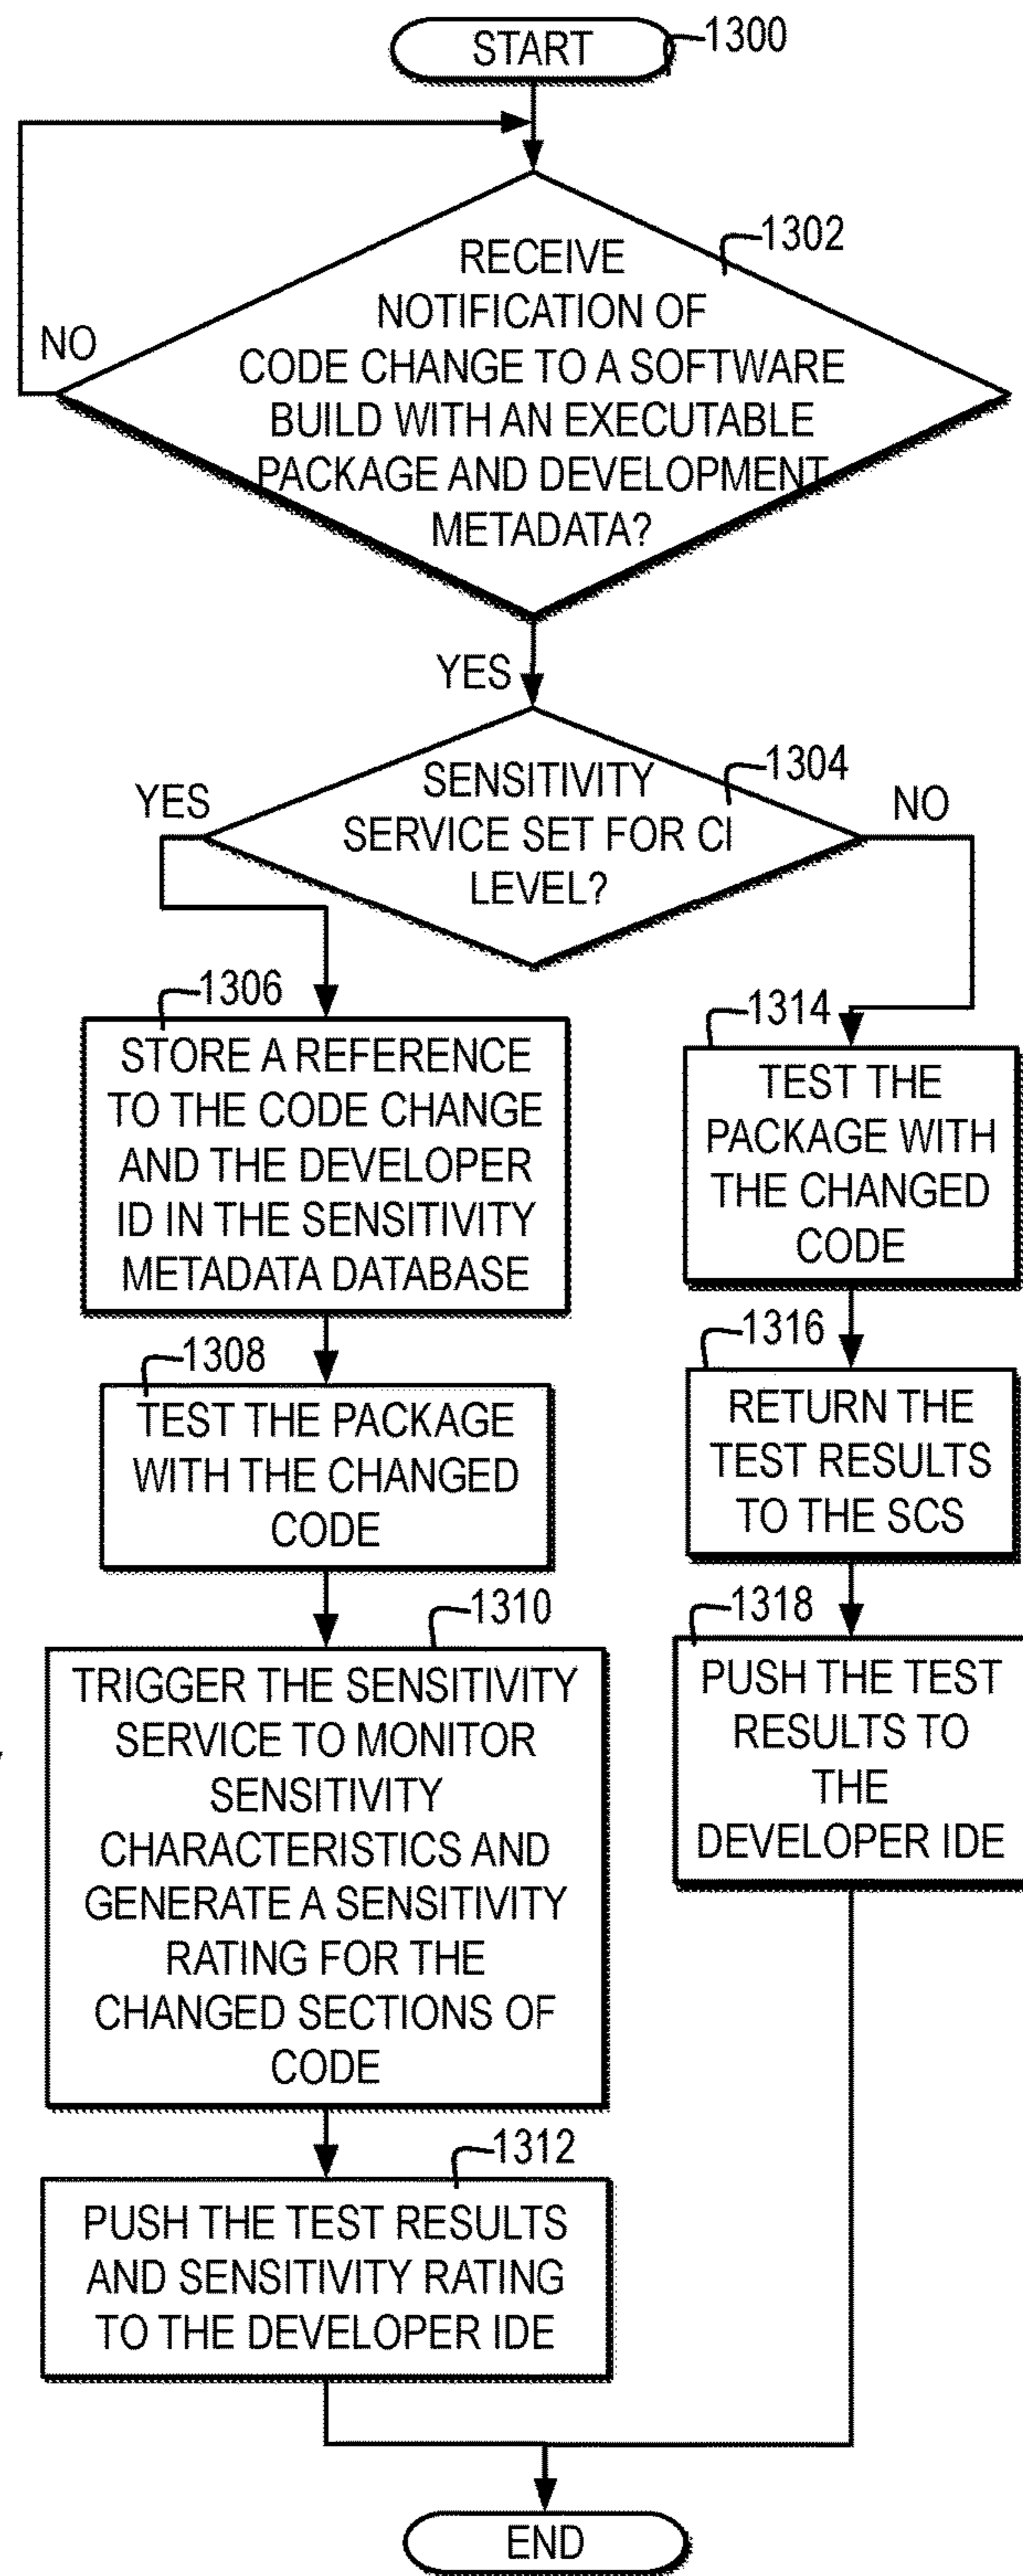 START
1300
1302
RECEIVE
NOTIFICATION OF
CODE CHANGE TO A SOFTWARE
BUILD WITH AN EXECUTABLE
PACKAGE AND DEVELOPMENT
METADATA?
NO
YES
1304
SENSITIVITY
SERVICE SET FOR CI
LEVEL?
YES
NO
1306
STORE A REFERENCE
TO THE CODE CHANGE
AND THE DEVELOPER
ID IN THE SENSITIVITY
METADATA DATABASE
1308
TEST THE PACKAGE
WITH THE CHANGED
CODE
1310
TRIGGER THE SENSITIVITY
SERVICE TO MONITOR
SENSITIVITY
CHARACTERISTICS AND
GENERATE A SENSITIVITY
RATING FOR THE
CHANGED SECTIONS OF
CODE
1312
PUSH THE TEST RESULTS
AND SENSITIVITY RATING
TO THE DEVELOPER IDE
1314
TEST THE
PACKAGE WITH
THE CHANGED
CODE
1316
RETURN THE
TEST RESULTS
TO THE SCS
1318
PUSH THE TEST
RESULTS TO
THE
DEVELOPER IDE
END